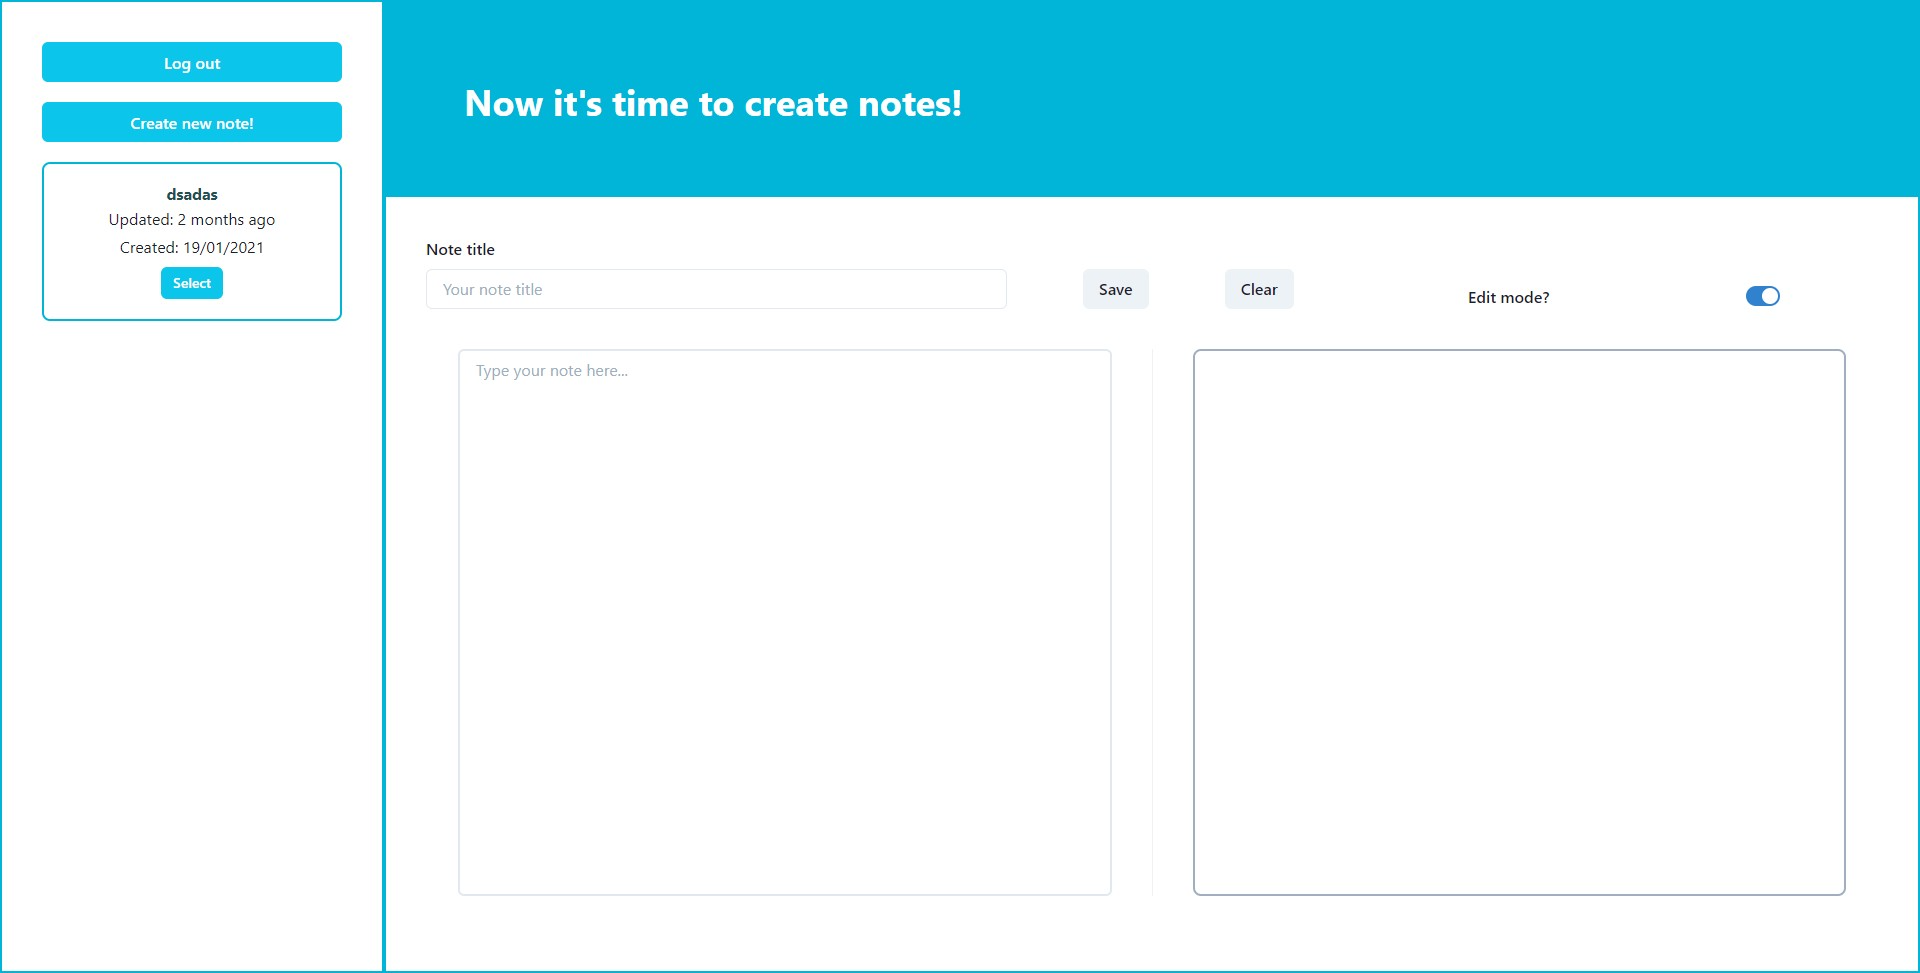 Log out
Create new note!
dsadas
Updated: 2 months ago
Created: 19/01/2021
Select
Now it's time to create notes!
Note title
Your note title
Save
Clear
Edit mode?
Type your note here...